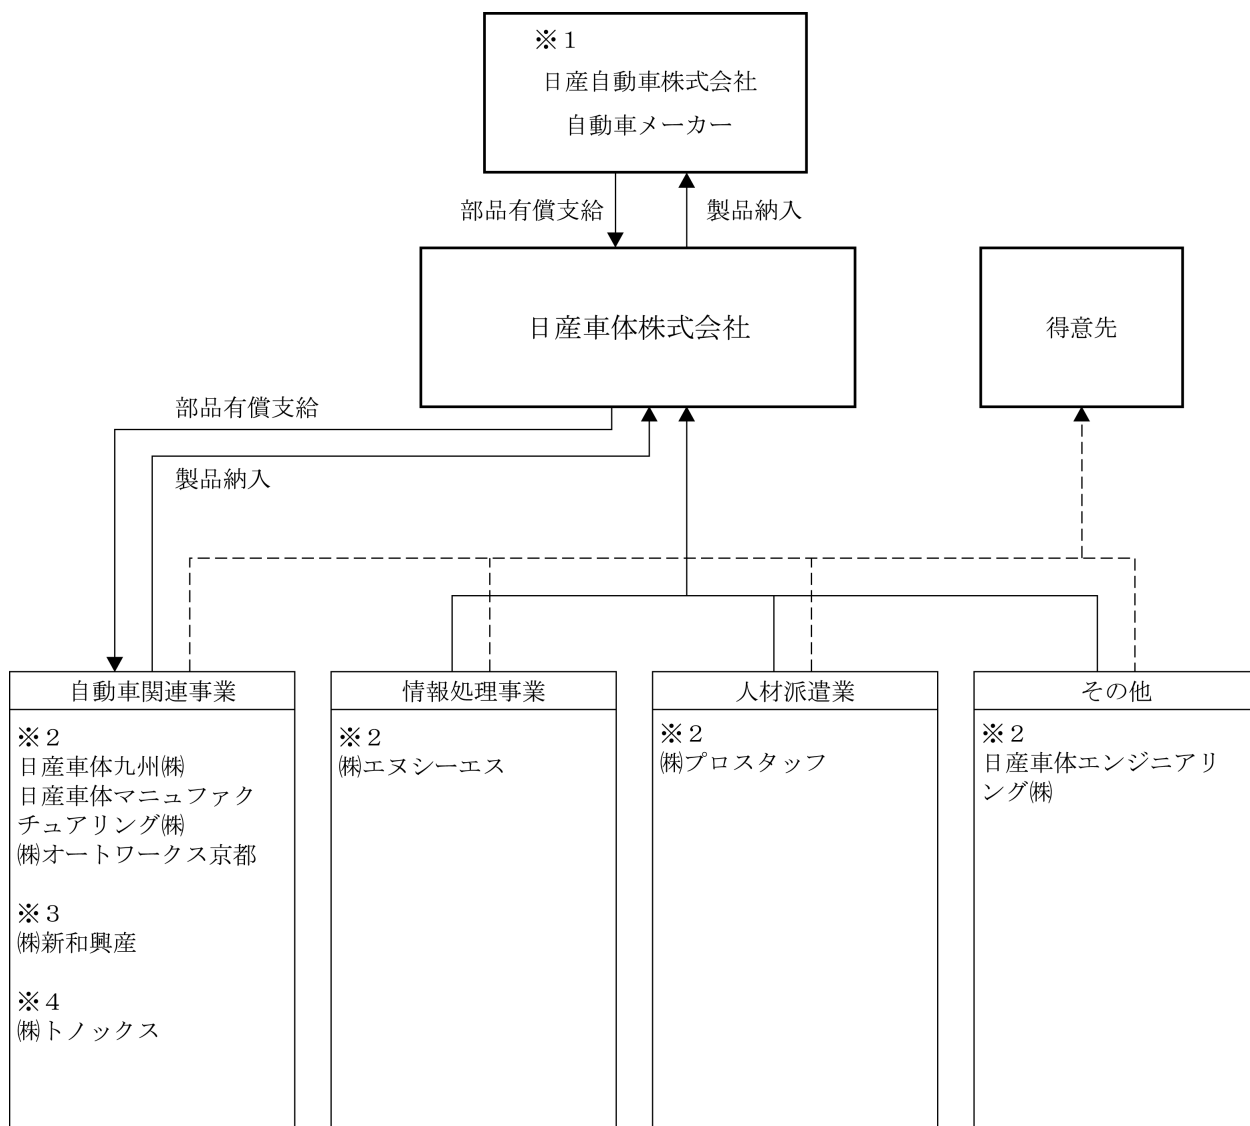 ※１
日産自動車株式会社
自動車メーカー
部品有償支給
製品納入
日産車体株式会社
得意先
部品有償支給
製品納入
自動車関連事業
※２
日産車体九州㈱
日産車体マニュファク
チュアリング㈱
㈱オートワークス京都
※３
㈱新和興産
※４
㈱トノックス
情報処理事業
※２
㈱エヌシーエス
人材派遣業
※２
㈱プロスタッフ
その他
※２
日産車体エンジニアリ
ング㈱